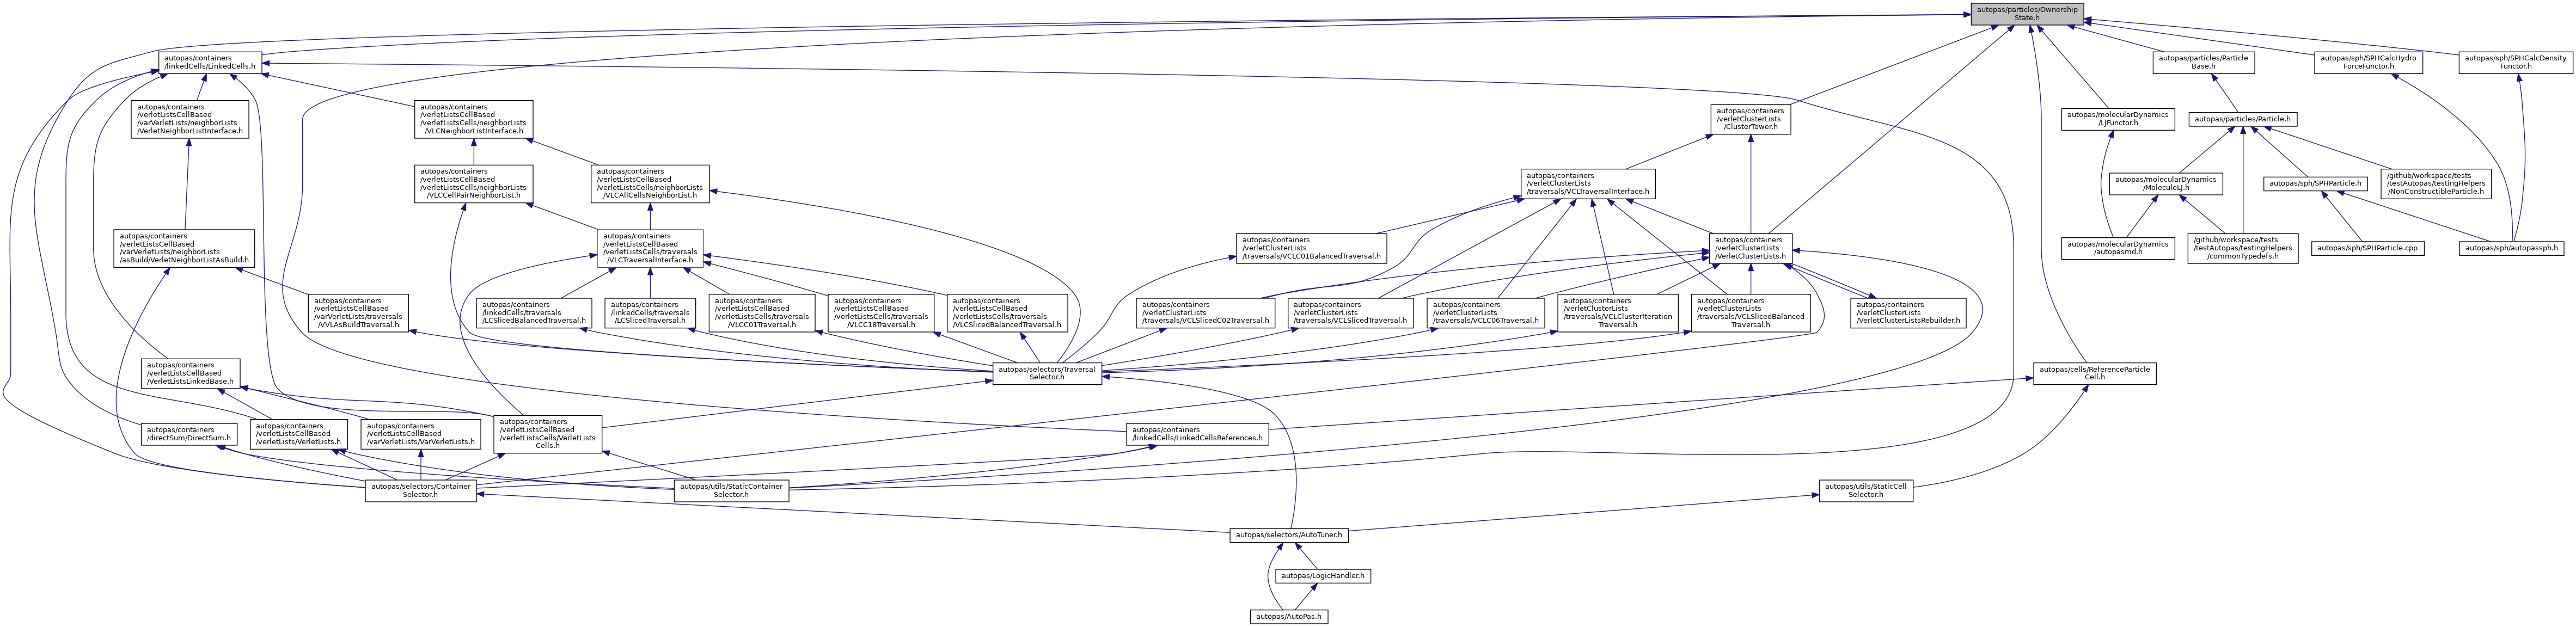 autopas/particles/Ownership
State.h
autopas/containers
/linkedCells/LinkedCells.h
autopas/particles/Particle
Base.h
autopas/sph/SPHCalcHydro
ForceFunctor.h
autopas/sph/SPHCalcDensity
Functor.h
autopas/containers
/verletListsCellBased
/varVerletLists/neighborLists
/VerletNeighborListInterface.h
autopas/containers
/verletListsCellBased
/verletListsCells/neighborLists
/VLCNeighborListInterface.h
autopas/containers
/verletClusterLists
/ClusterTower.h
autopas/molecularDynamics
/LJFunctor.h
autopas/particles/Particle.h
autopas/containers
/verletListsCellBased
/verletListsCells/neighborLists
/VLCCellPairNeighborList.h
autopas/containers
/verletListsCellBased
/verletListsCells/neighborLists
/VLCAllCellsNeighborList.h
autopas/containers
/verletClusterLists
/traversals/VCLTraversalInterface.h
autopas/molecularDynamics
/MoleculeLJ.h
autopas/sph/SPHParticle.h
/github/workspace/tests
/testAutopas/testingHelpers
/NonConstructibleParticle.h
autopas/containers
/verletListsCellBased
/varVerletLists/neighborLists
/asBuild/VerletNeighborListAsBuild.h
autopas/containers
/verletListsCellBased
/verletListsCells/traversals
/VLCTraversalInterface.h
autopas/containers
/verletClusterLists
/traversals/VCLC01BalancedTraversal.h
autopas/containers
/verletClusterLists
/VerletClusterLists.h
autopas/molecularDynamics
/autopasmd.h
/github/workspace/tests
/testAutopas/testingHelpers
/commonTypedefs.h
autopas/sph/SPHParticle.cpp
autopas/sph/autopassph.h
autopas/containers
/verletListsCellBased
/varVerletLists/traversals
/VVLAsBuildTraversal.h
autopas/containers
/linkedCells/traversals
/LCSlicedBalancedTraversal.h
autopas/containers
/linkedCells/traversals
/LCSlicedTraversal.h
autopas/containers
/verletListsCellBased
/verletListsCells/traversals
/VLCC01Traversal.h
autopas/containers
/verletListsCellBased
/verletListsCells/traversals
/VLCC18Traversal.h
autopas/containers
/verletListsCellBased
/verletListsCells/traversals
/VLCSlicedBalancedTraversal.h
autopas/containers
/verletClusterLists
/traversals/VCLSlicedC02Traversal.h
autopas/containers
/verletClusterLists
/traversals/VCLSlicedTraversal.h
autopas/containers
/verletClusterLists
/traversals/VCLC06Traversal.h
autopas/containers
/verletClusterLists
/traversals/VCLClusterIteration
Traversal.h
autopas/containers
/verletClusterLists
/traversals/VCLSlicedBalanced
Traversal.h
autopas/containers
/verletClusterLists
/VerletClusterListsRebuilder.h
autopas/containers
/verletListsCellBased
/VerletListsLinkedBase.h
autopas/selectors/Traversal
Selector.h
autopas/cells/ReferenceParticle
Cell.h
autopas/containers
/directSum/DirectSum.h
autopas/containers
/verletListsCellBased
/verletLists/VerletLists.h
autopas/containers
/verletListsCellBased
/varVerletLists/VarVerletLists.h
autopas/containers
/verletListsCellBased
/verletListsCells/VerletLists
Cells.h
autopas/containers
/linkedCells/LinkedCellsReferences.h
autopas/selectors/Container
Selector.h
autopas/utils/StaticContainer
Selector.h
autopas/utils/StaticCell
Selector.h
autopas/selectors/AutoTuner.h
autopas/LogicHandler.h
autopas/AutoPas.h